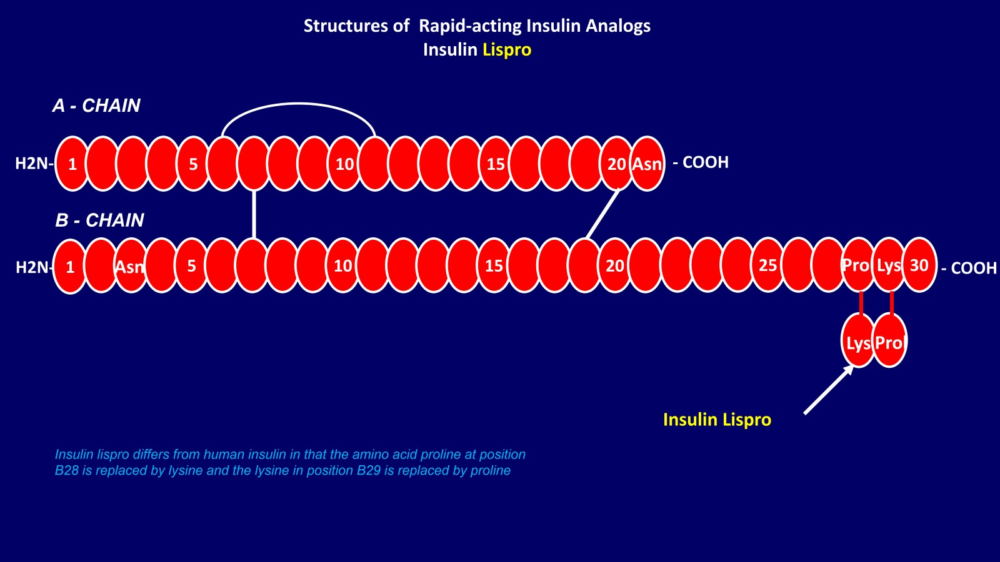 Structures of  Rapid-acting Insulin Analogs
Insulin Lispro
A - CHAIN
H2N- 1 5 10 15 20 Asn - COOH
B - CHAIN
H2N- 1 Asn 5 10 15 20 25 Pro Lys 30 - COOH
Lys Pro
Insulin Lispro
Insulin lispro differs from human insulin in that the amino acid proline at position
B28 is replaced by lysine and the lysine in position B29 is replaced by proline